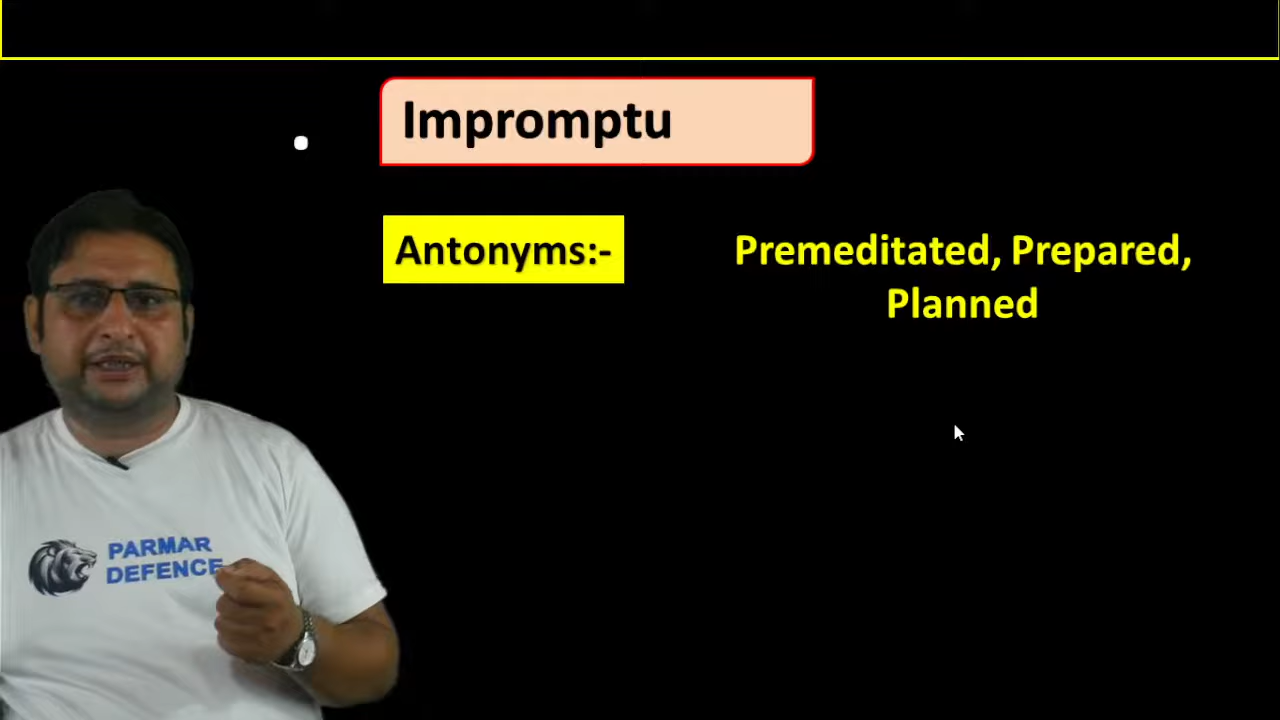 Impromptu
Antonyms:-
Premeditated, Prepared,
Planned
PARMAR
DEFENCE